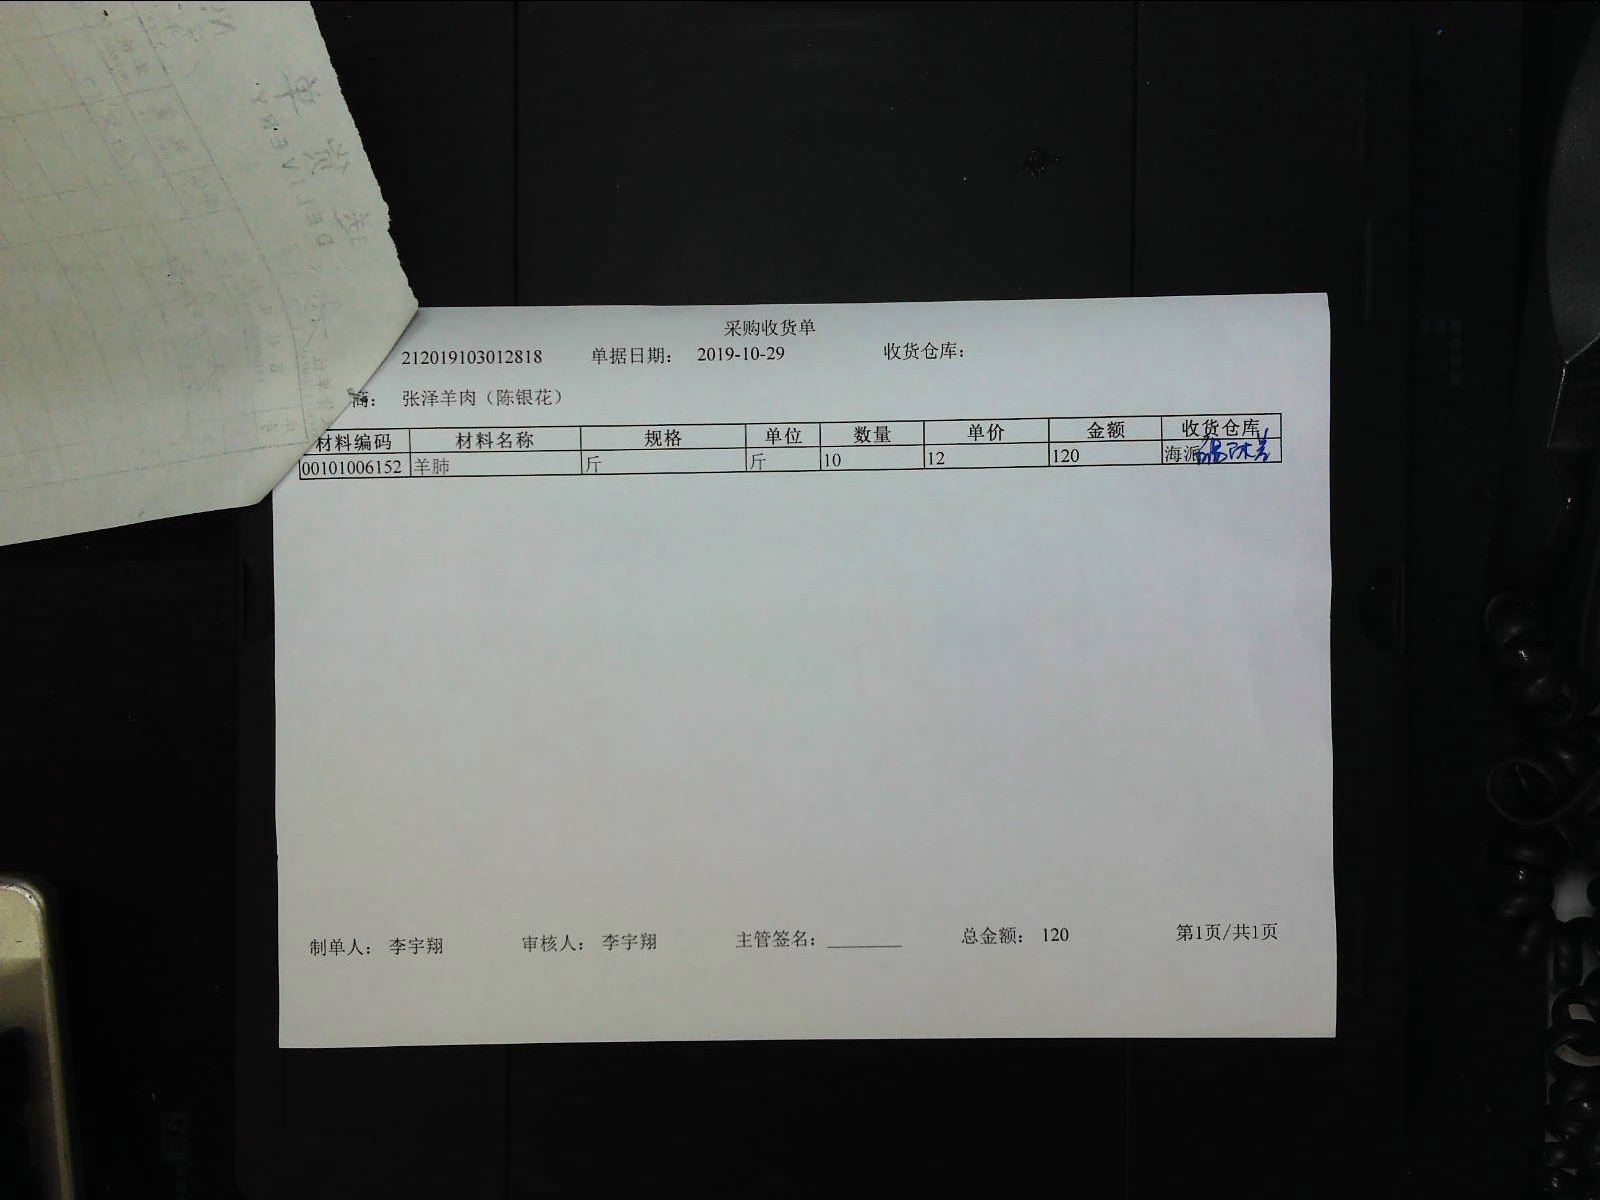 采购收货单
212019103012818 单据日期： 2019-10-29 收货仓库：
商： 张泽羊肉（陈银花）
材料编码 材料名称 规格 单位 数量 单价 金额 收货仓库
00101006152 羊肺 斤 斤 10 12 120 海派
制单人： 李宇翔 审核人： 李宇翔 主管签名： 总金额： 120 第1页/共1页
DELIVERY